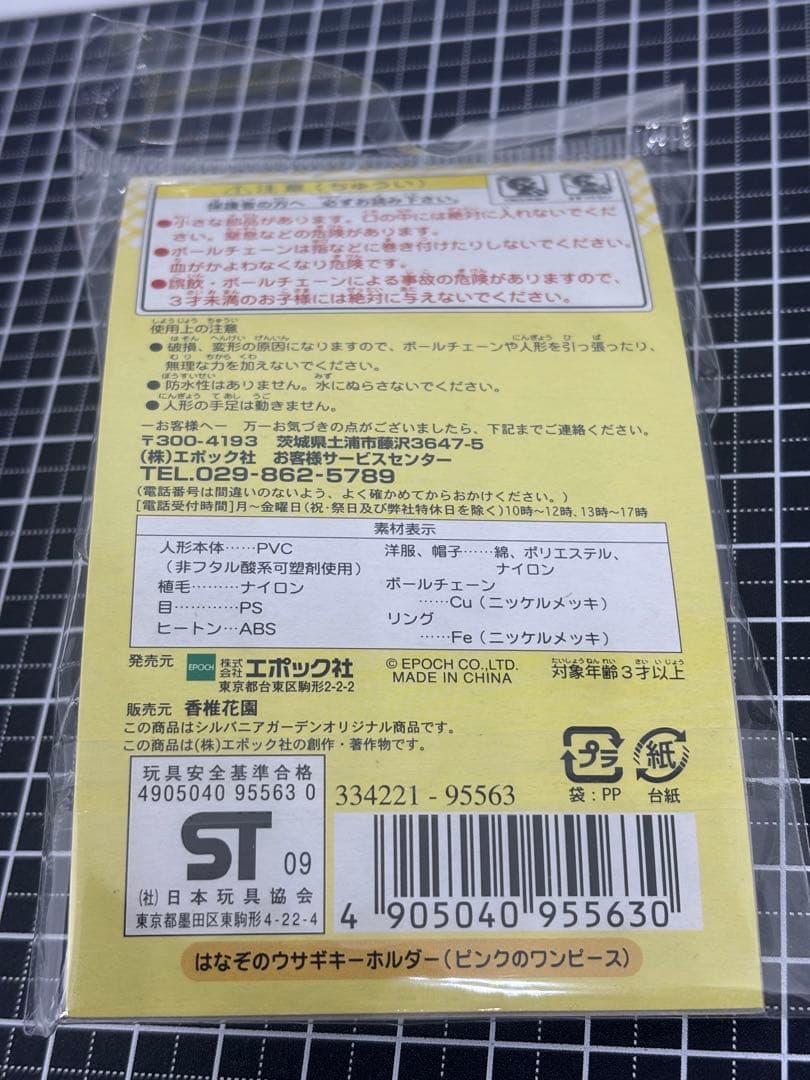 注意(ちゅうい)
保護者の方へ 必ずお読み下さい。
●小さな部品があります。口の中には絶対に入れないでくだ
さい。窒息などの危険があります。
●ボールチェーンは指などに巻き付けたりしないでください。
血がかよわなくなり危険です。
●誤飲・ボールチェーンによる事故の危険がありますので、
3才未満のお子様には絶対に与えないでください。
使用上の注意
●破損、変形の原因になりますので、ボールチェーンや人形を引っ張ったり、
無理な力を加えないでください。
●防水性はありません。水にぬらさないでください。
●人形の手足は動きません。
―お客様へ― 万一お気づきの点がございましたら、下記までご連絡ください。
〒300-4193 茨城県土浦市藤沢3647-5
(株)エポック社 お客様サービスセンター
TEL.029-862-5789
(電話番号は間違いのないよう、よく確かめてからおかけください。)
[電話受付時間]月〜金曜日(祝・祭日及び弊社特休日を除く)10時〜12時、13時〜17時
素材表示
人形本体……PVC
(非フタル酸系可塑剤使用)
植毛………ナイロン
目…………PS
ヒートン…ABS
洋服、帽子……綿、ポリエステル、
ナイロン
ボールチェーン
……Cu(ニッケルメッキ)
リング
……Fe(ニッケルメッキ)
発売元 EPOCH 株式会社 エポック社
東京都台東区駒形2-2-2
© EPOCH CO.,LTD.
MADE IN CHINA
対象年齢3才以上
販売元 香椎花園
この商品はシルバニアガーデンオリジナル商品です。
この商品は(株)エポック社の創作・著作物です。
プラ
袋:PP
紙
台紙
玩具安全基準合格
4905040 95563 0
ST 09
(社)日本玩具協会
東京都墨田区東駒形4-22-4
334221 - 95563
4 905040 955630
はなぞのウサギキーホルダー(ピンクのワンピース)